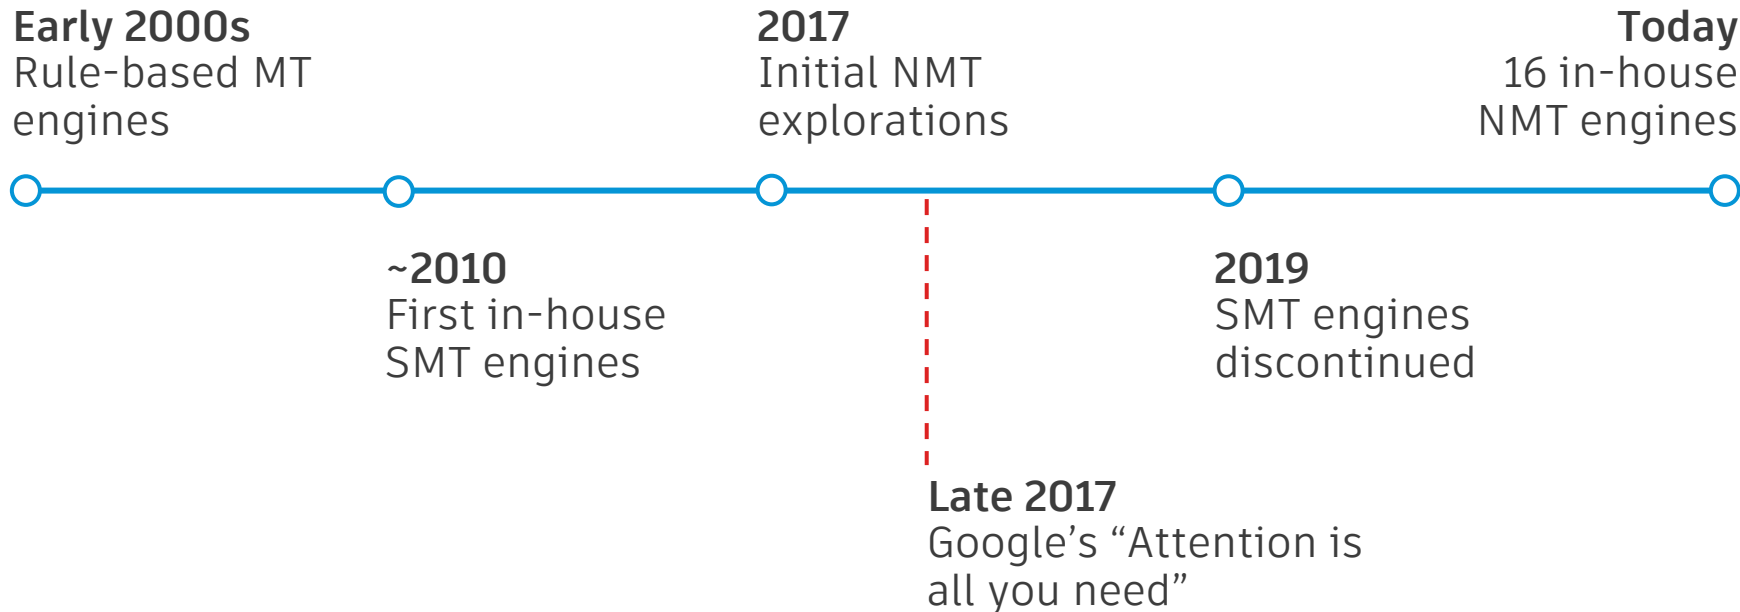 Early 2000s
Rule-based MT
engines
~2010
First in-house
SMT engines
2017
Initial NMT
explorations
Late 2017
Google’s “Attention is
all you need”
2019
SMT engines
discontinued
Today
16 in-house
NMT engines